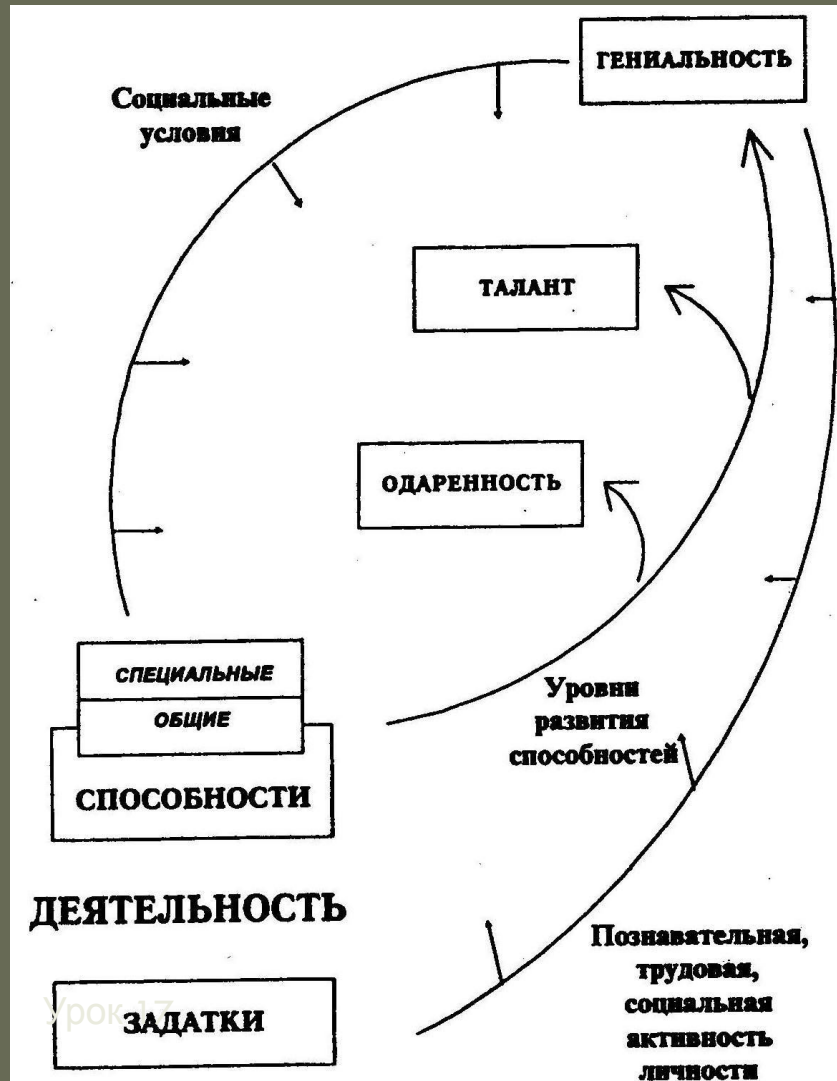 ГЕНИАЛЬНОСТЬ
Социальные
условия
ТАЛАНТ
ОДАРЕННОСТЬ
СПЕЦИАЛЬНЫЕ
ОБЩИЕ
СПОСОБНОСТИ
Уровни
развития
способностей
ДЕЯТЕЛЬНОСТЬ
Познавательная,
трудовая,
социальная
активность
личности
Урок 17
ЗАДАТКИ